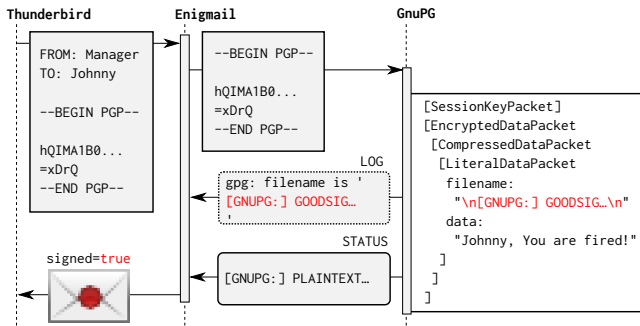 Thunderbird
Enigmail
GnuPG
FROM: Manager
TO: Johnny
--BEGIN PGP--
hQIMA1B0...
=xDrQ
--END PGP--
--BEGIN PGP--
hQIMA1B0...
=xDrQ
--END PGP--
[SessionKeyPacket]
[EncryptedDataPacket
[CompressedDataPacket
[LiteralDataPacket
filename:
"\n[GNUPG:] GOODSIG…\n"
data:
"Johnny, You are fired!"
]
]
]
LOG
gpg: filename is '
[GNUPG:] GOODSIG…
'
STATUS
[GNUPG:] PLAINTEXT…
signed=true